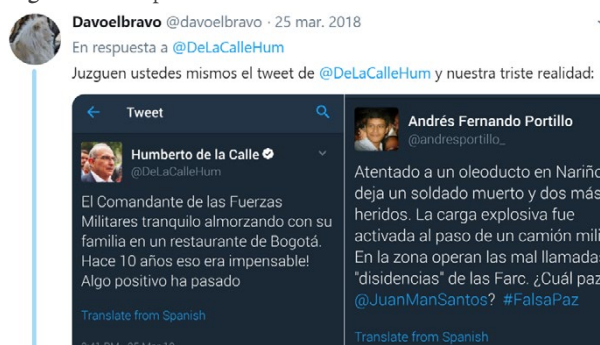 Davoelbravo @davoelbravo · 25 mar. 2018
En respuesta a @DeLaCalleHum
Juzguen ustedes mismos el tweet de @DeLaCalleHum y nuestra triste realidad:
Tweet
Humberto de la Calle
@DeLaCalleHum
El Comandante de las Fuerzas
Militares tranquilo almorzando con su
familia en un restaurante de Bogotá.
Hace 10 años eso era impensable!
Algo positivo ha pasado
Translate from Spanish
Andrés Fernando Portillo
@andresportillo_
Atentado a un oleoducto en Nariño
deja un soldado muerto y dos más
heridos. La carga explosiva fue
activada al paso de un camión mili
En la zona operan las mal llamadas
"disidencias" de las Farc. ¿Cuál paz
@JuanManSantos? #FalsaPaz
Translate from Spanish